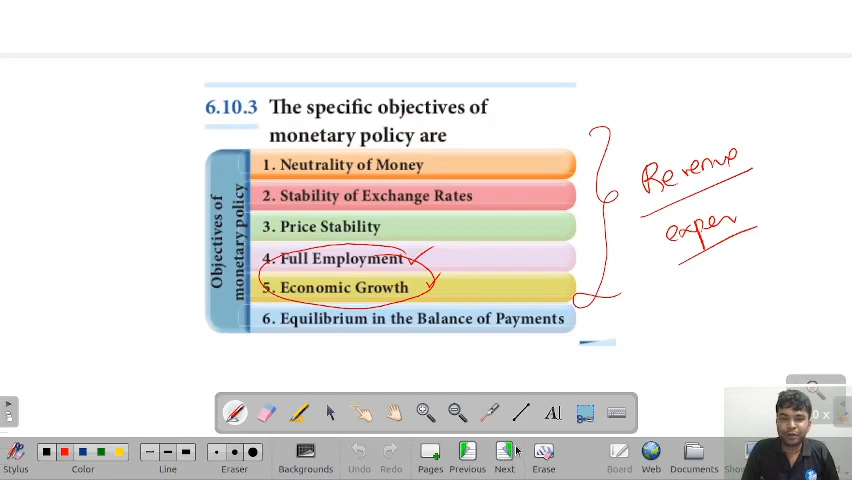 6.10.3 The specific objectives of
monetary policy are
Objectives of
monetary policy
1. Neutrality of Money
2. Stability of Exchange Rates
3. Price Stability
4. Full Employment
5. Economic Growth
6. Equilibrium in the Balance of Payments
Revenue
expen
Stylus
Color
Line
Eraser
Backgrounds
Undo
Redo
Pages
Previous
Next
Erase
Board
Web
Documents